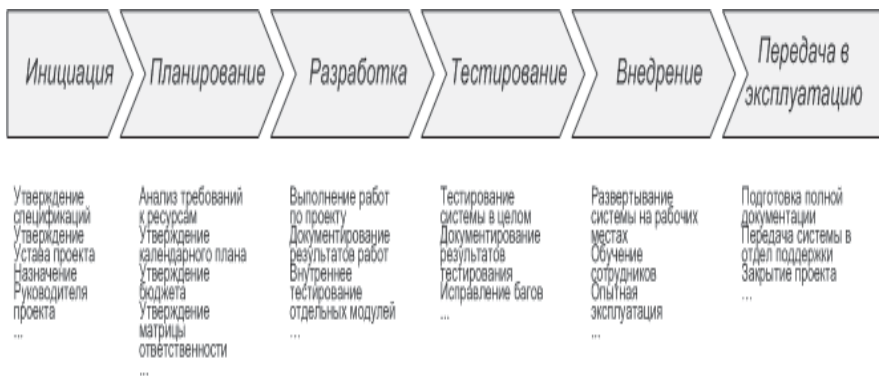 Инициация
Планирование
Разработка
Тестирование
Внедрение
Передача в
эксплуатацию
Утверждение
спецификаций
Утверждение
Устава проекта
Назначение
Руководителя
проекта
...
Анализ требований
к ресурсам
Утверждение
календарного плана
Утверждение
бюджета
Утверждение
матрицы
ответственности
...
Выполнение работ
по проекту
Документирование
результатов работ
Внутреннее
тестирование
отдельных модулей
...
Тестирование
системы в целом
Документирование
результатов
тестирования
Исправление багов
...
Развертывание
системы на рабочих
местах
Обучение
сотрудников
Опытная
эксплуатация
...
Подготовка полной
документации
Передача системы в
отдел поддержки
Закрытие проекта
...